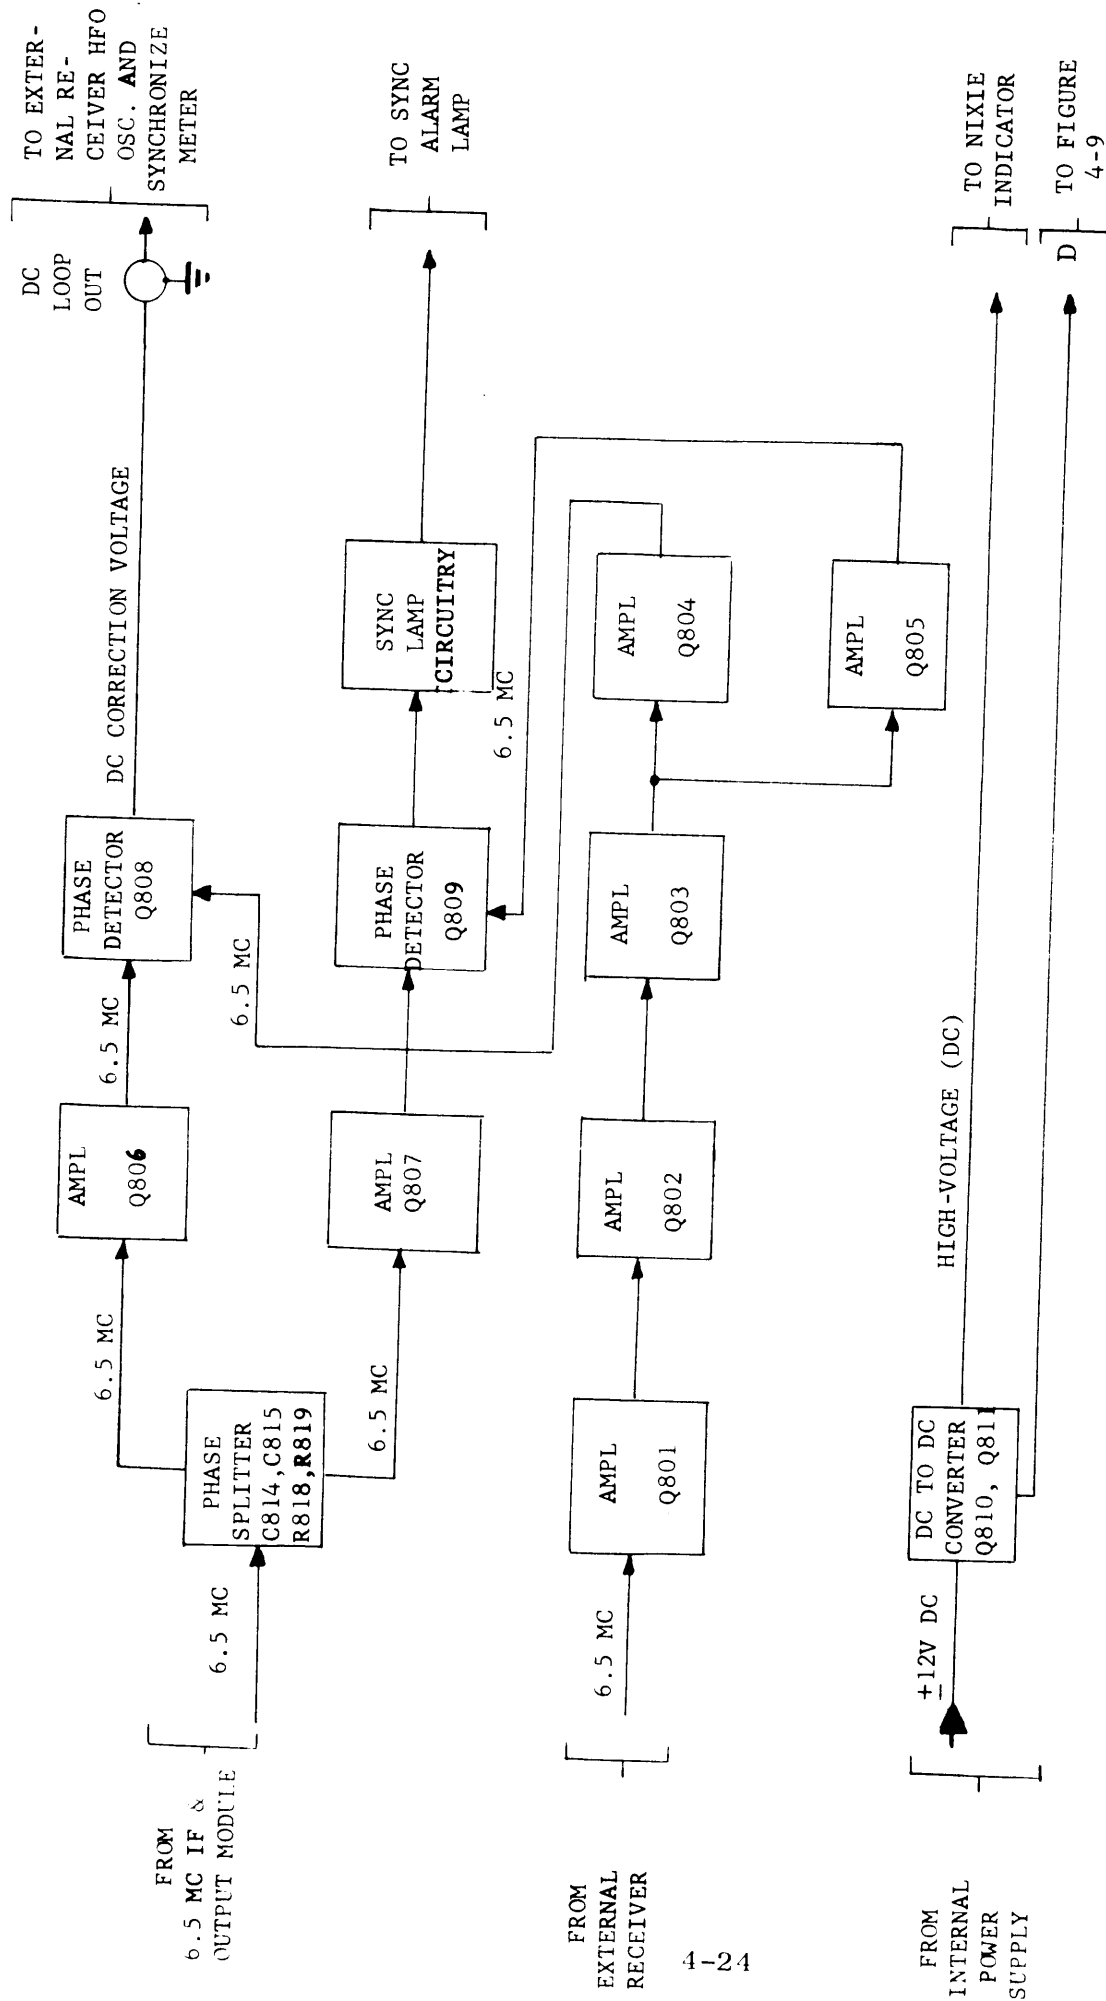 FROM
6.5 MC IF &
OUTPUT MODULE
6.5 MC
PHASE
SPLITTER
C814,C815
R818,R819
6.5 MC
AMPL
Q806
6.5 MC
PHASE
DETECTOR
Q808
DC CORRECTION VOLTAGE
DC
LOOP
OUT
TO EXTER-
NAL RE-
CEIVER HFO
OSC. AND
SYNCHRONIZE
METER
6.5 MC
AMPL
Q807
6.5 MC
PHASE
DETECTOR
Q809
SYNC
LAMP
CIRCUITRY
TO SYNC
ALARM
LAMP
6.5 MC
FROM
EXTERNAL
RECEIVER
6.5 MC
AMPL
Q801
AMPL
Q802
AMPL
Q803
AMPL
Q804
AMPL
Q805
FROM
INTERNAL
POWER
SUPPLY
±12V DC
DC TO DC
CONVERTER
Q810, Q811
HIGH-VOLTAGE (DC)
TO NIXIE
INDICATOR
D
TO FIGURE
4-9
4-24